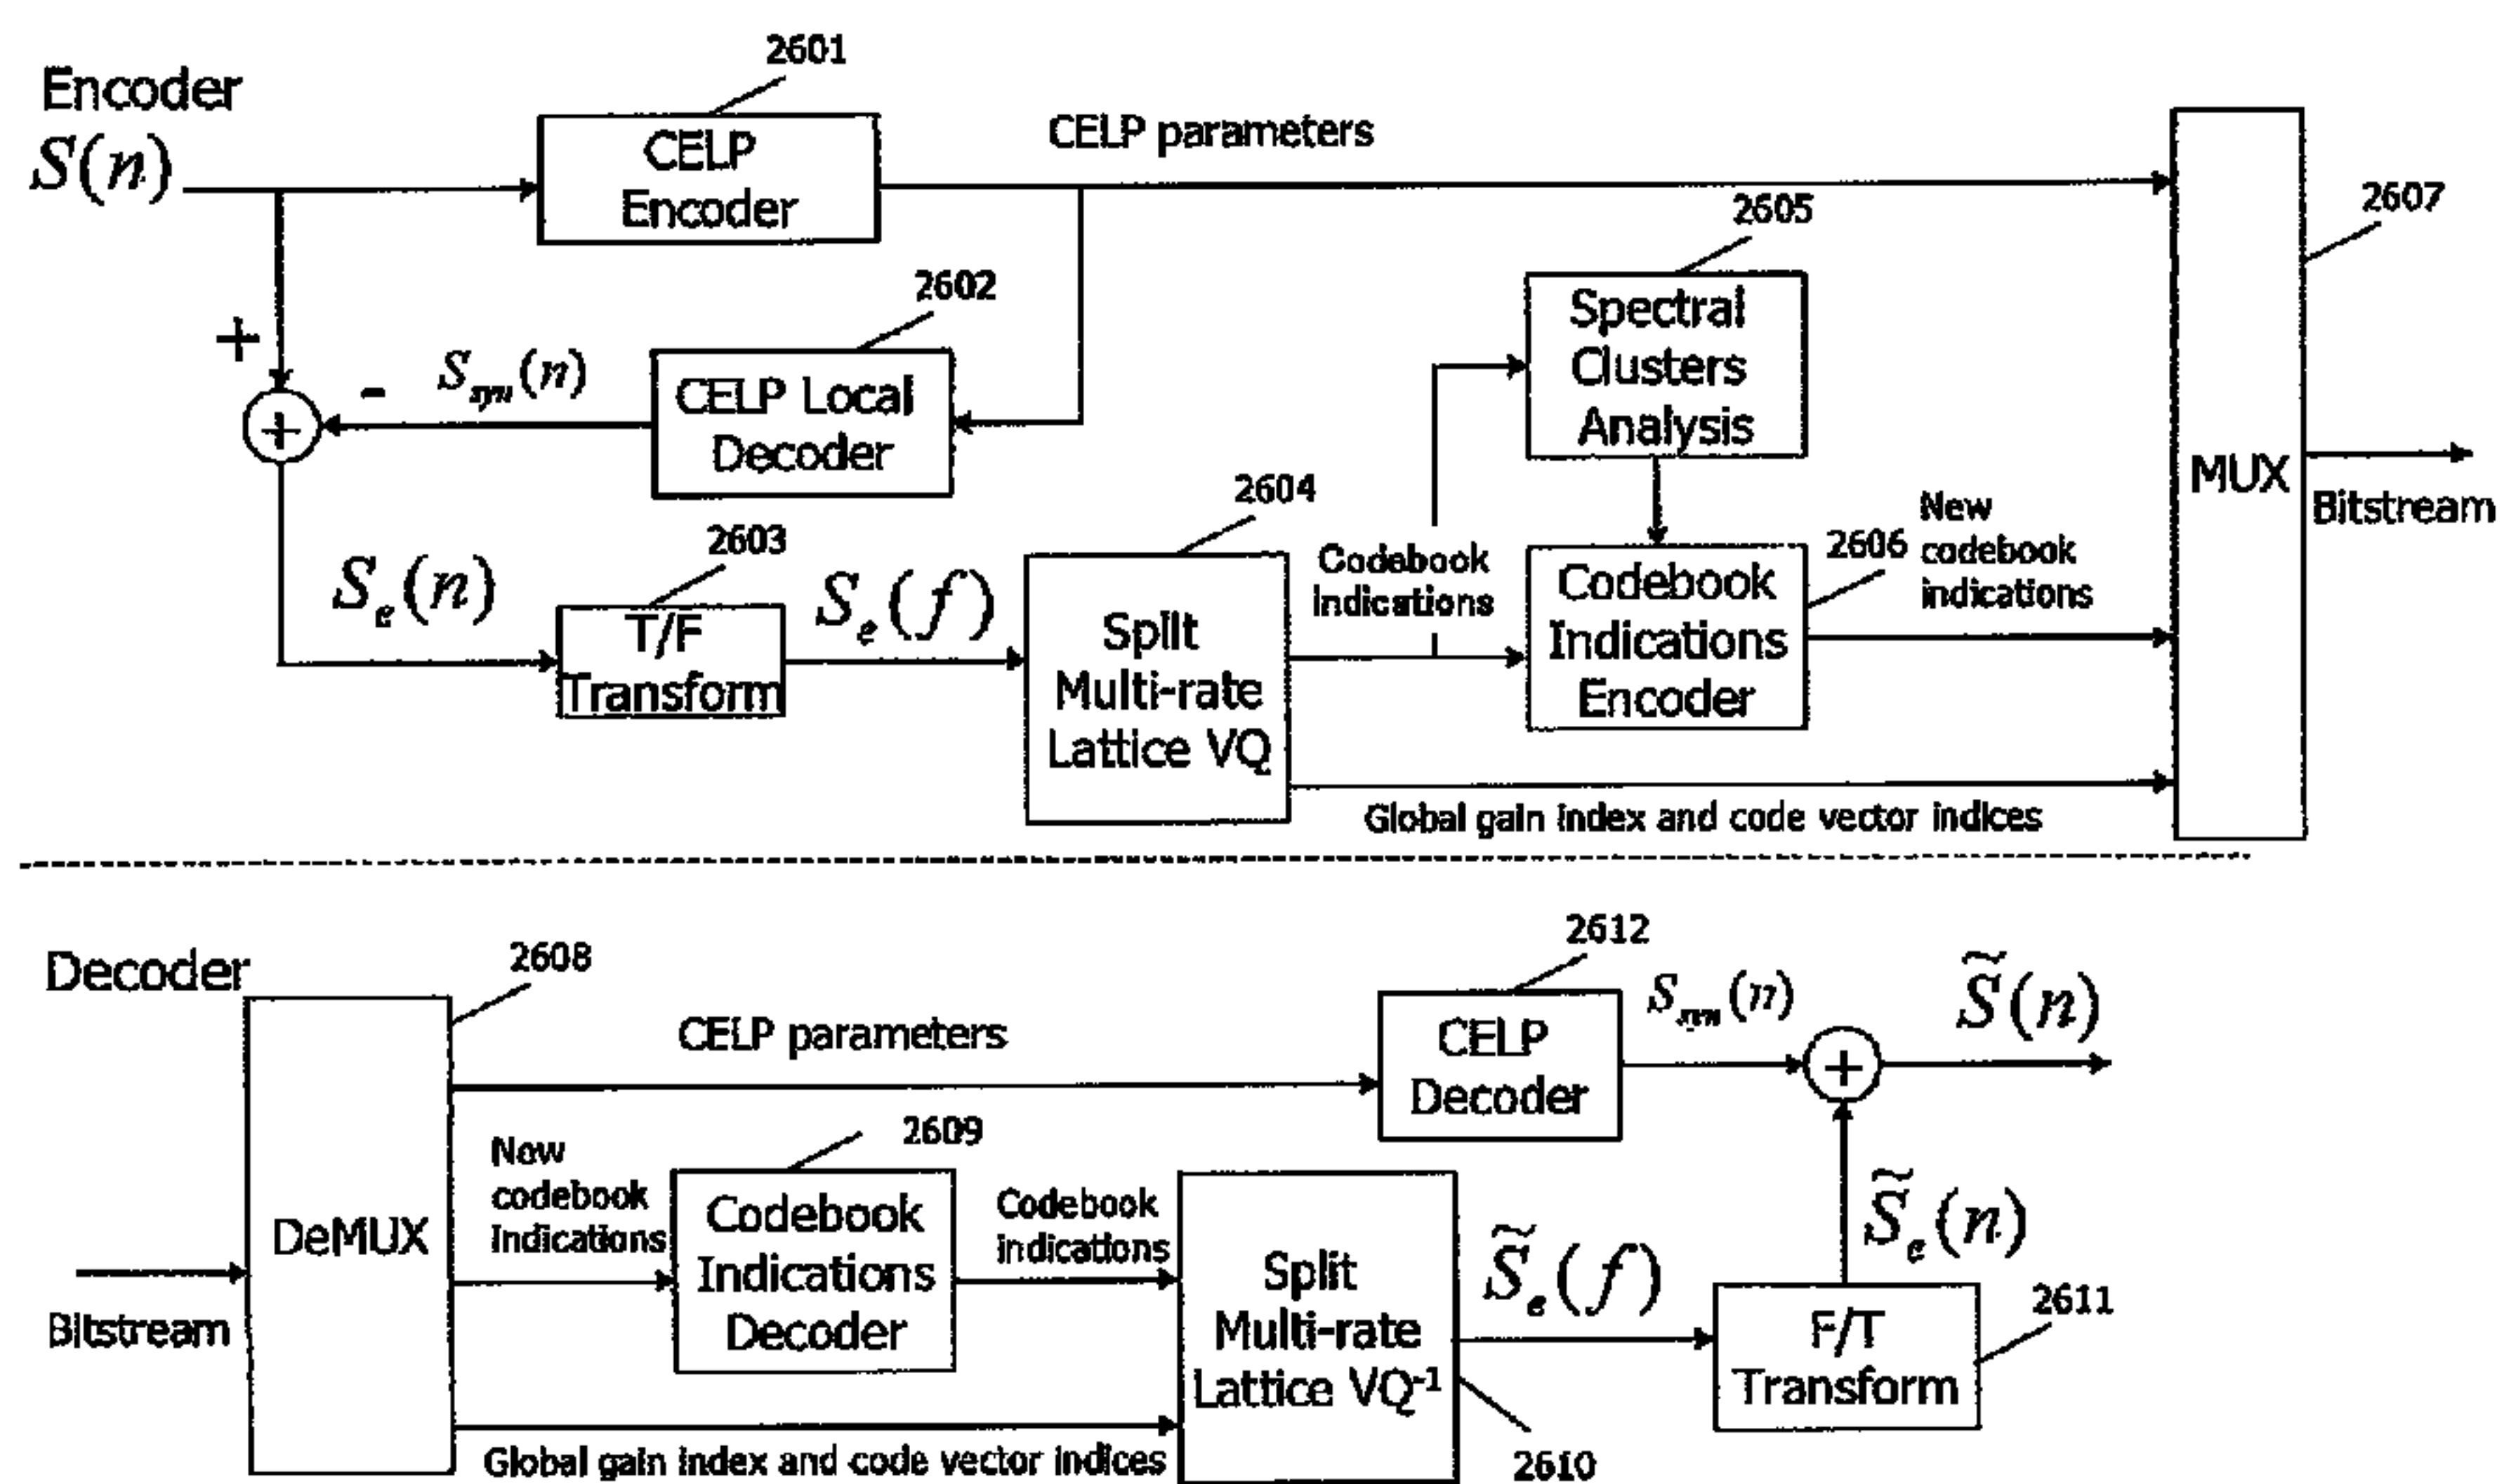 Encoder
S(n)
2601
CELP
Encoder
CELP parameters
2602
CELP Local
Decoder
+
-
S_syn(n)
+
S_e(n)
2603
T/F
Transform
S_e(f)
2604
Split
Multi-rate
Lattice VQ
Codebook
indications
2605
Spectral
Clusters
Analysis
2606
Codebook
Indications
Encoder
New
codebook
indications
Global gain index and code vector indices
2607
MUX
Bitstream
Decoder
2608
DeMUX
Bitstream
CELP parameters
Now
codebook
Indications
2609
Codebook
Indications
Decoder
Codebook
indications
Global gain index and code vector indices
Split
Multi-rate
Lattice VQ⁻¹
2610
S̃_e(f)
2611
F/T
Transform
S̃_e(n)
2612
CELP
Decoder
S_syn(n)
+
S̃(n)